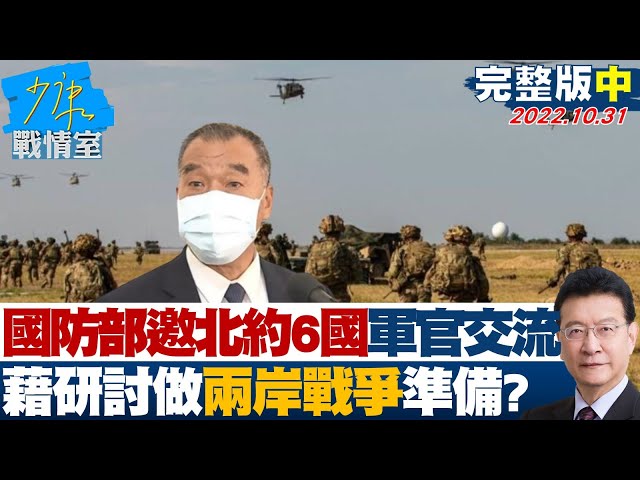 少康
戰情室
完整版中
2022.10.31
國防部邀北約6國軍官交流
藉研討做兩岸戰爭準備?